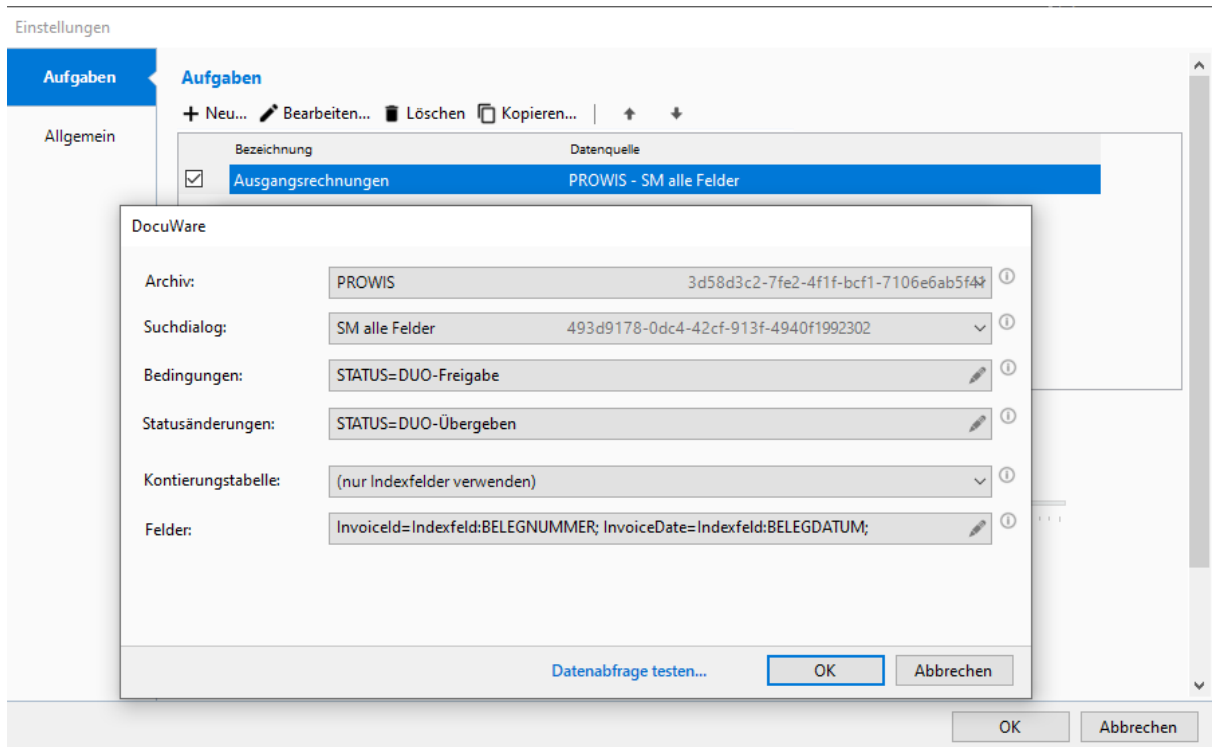 Einstellungen
Aufgaben
Allgemein
Aufgaben
Neu... Bearbeiten... Löschen Kopieren...
Bezeichnung Datenquelle
Ausgangsrechnungen PROWIS - SM alle Felder
DocuWare
Archiv: PROWIS 3d58d3c2-7fe2-4f1f-bcf1-7106e6ab5f41
Suchdialog: SM alle Felder 493d9178-0dc4-42cf-913f-4940f1992302
Bedingungen: STATUS=DUO-Freigabe
Statusänderungen: STATUS=DUO-Übergeben
Kontierungstabelle: (nur Indexfelder verwenden)
Felder: InvoiceId=Indexfeld:BELEGNUMMER; InvoiceDate=Indexfeld:BELEGDATUM;
Datenabfrage testen... OK Abbrechen
OK Abbrechen